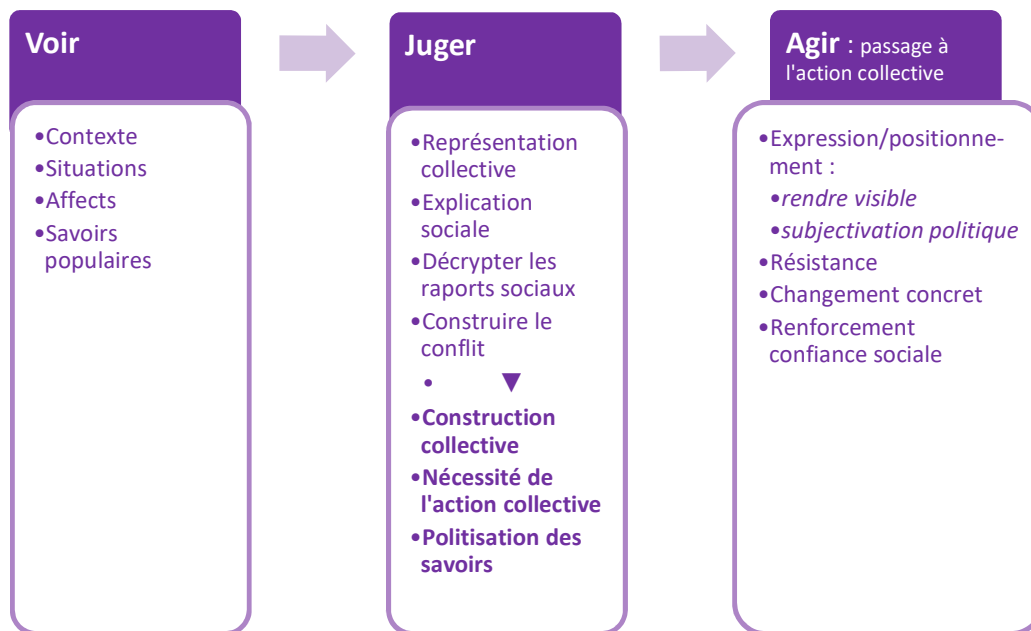 Voir
•Contexte
•Situations
•Affects
•Savoirs
populaires
Juger
•Représentation
collective
•Explication
sociale
•Décrypter les
raports sociaux
•Construire le
conflit
• ▼
•Construction
collective
•Nécessité de
l'action collective
•Politisation des
savoirs
Agir : passage à
l'action collective
•Expression/positionne-
ment :
•rendre visible
•subjectivation politique
•Résistance
•Changement concret
•Renforcement
confiance sociale